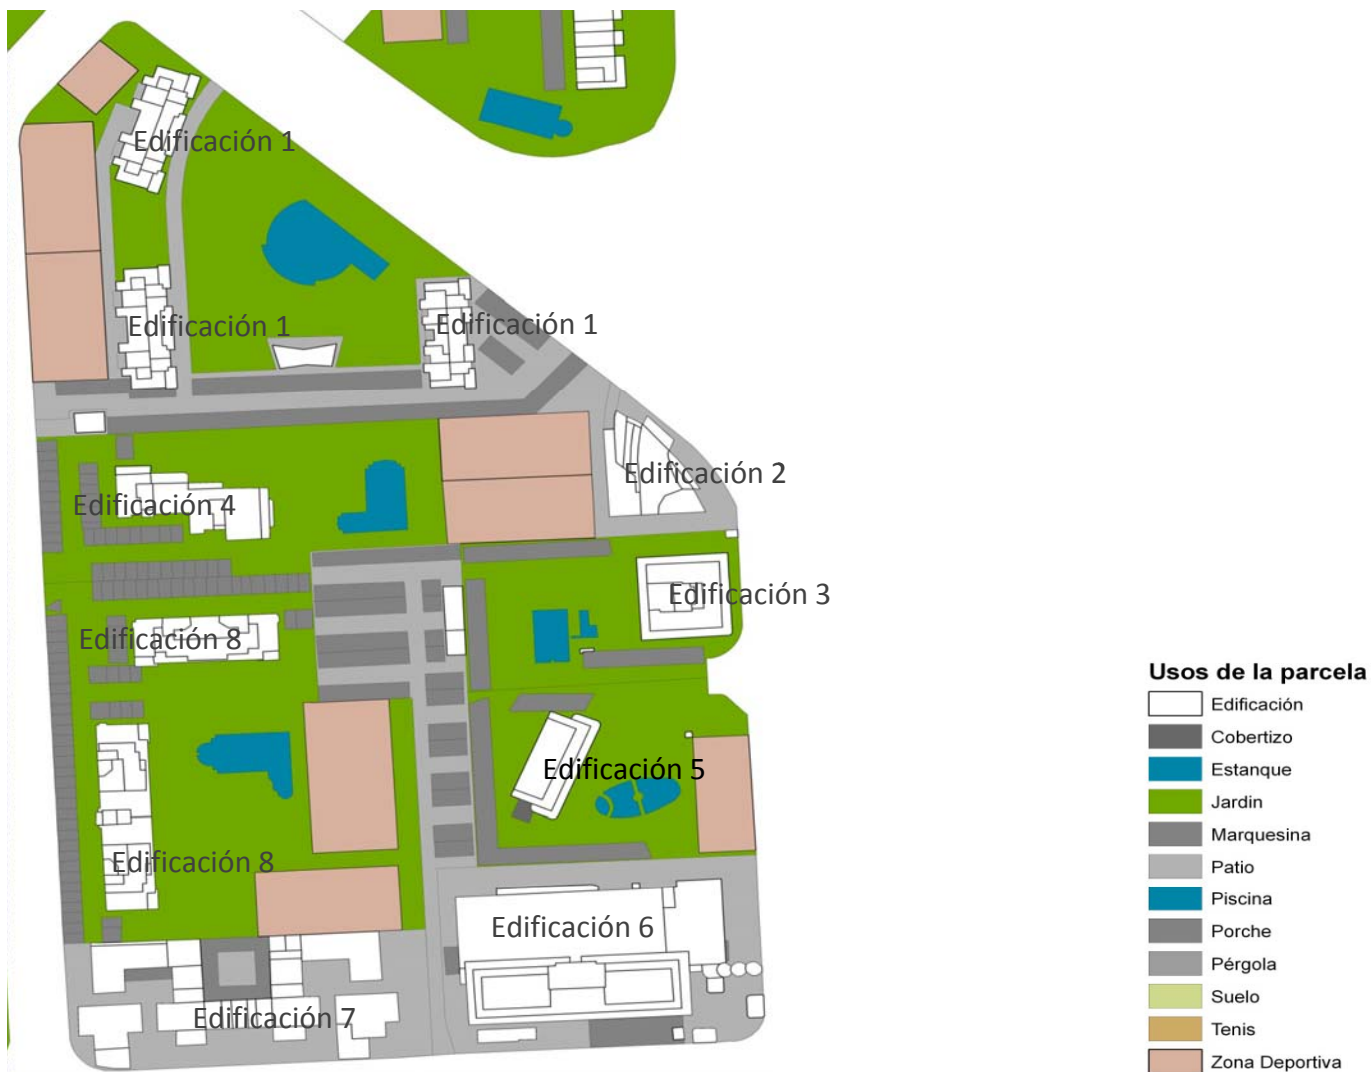 Edificación 1
Edificación 1
Edificación 1
Edificación 2
Edificación 4
Edificación 3
Edificación 8
Edificación 5
Edificación 8
Edificación 6
Edificación 7
Usos de la parcela
Edificación
Cobertizo
Estanque
Jardin
Marquesina
Patio
Piscina
Porche
Pérgola
Suelo
Tenis
Zona Deportiva